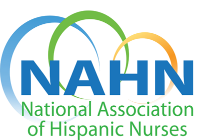 NAHN
National Association
of Hispanic Nurses